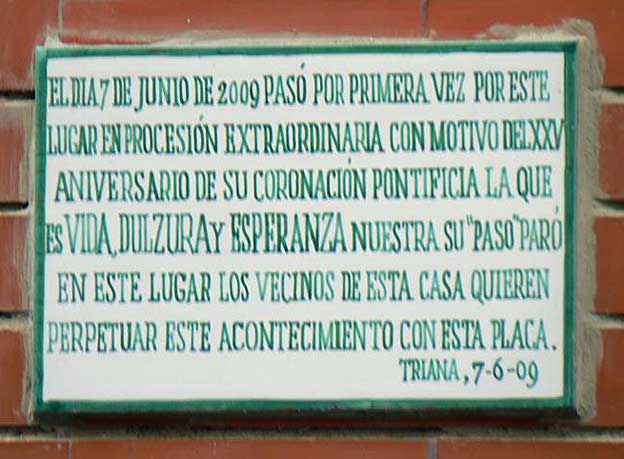 EL DIA 7 DE JUNIO DE 2009 PASÓ POR PRIMERA VEZ POR ESTE
LUGAR EN PROCESIÓN EXTRAORDINARIA CON MOTIVO DEL XXV
ANIVERSARIO DE SU CORONACIÓN PONTIFICIA LA QUE
ES VIDA, DULZURA Y ESPERANZA NUESTRA SU "PASO" PARÓ
EN ESTE LUGAR LOS VECINOS DE ESTA CASA QUIEREN
PERPETUAR ESTE ACONTECIMIENTO CON ESTA PLACA.
TRIANA, 7-6-09